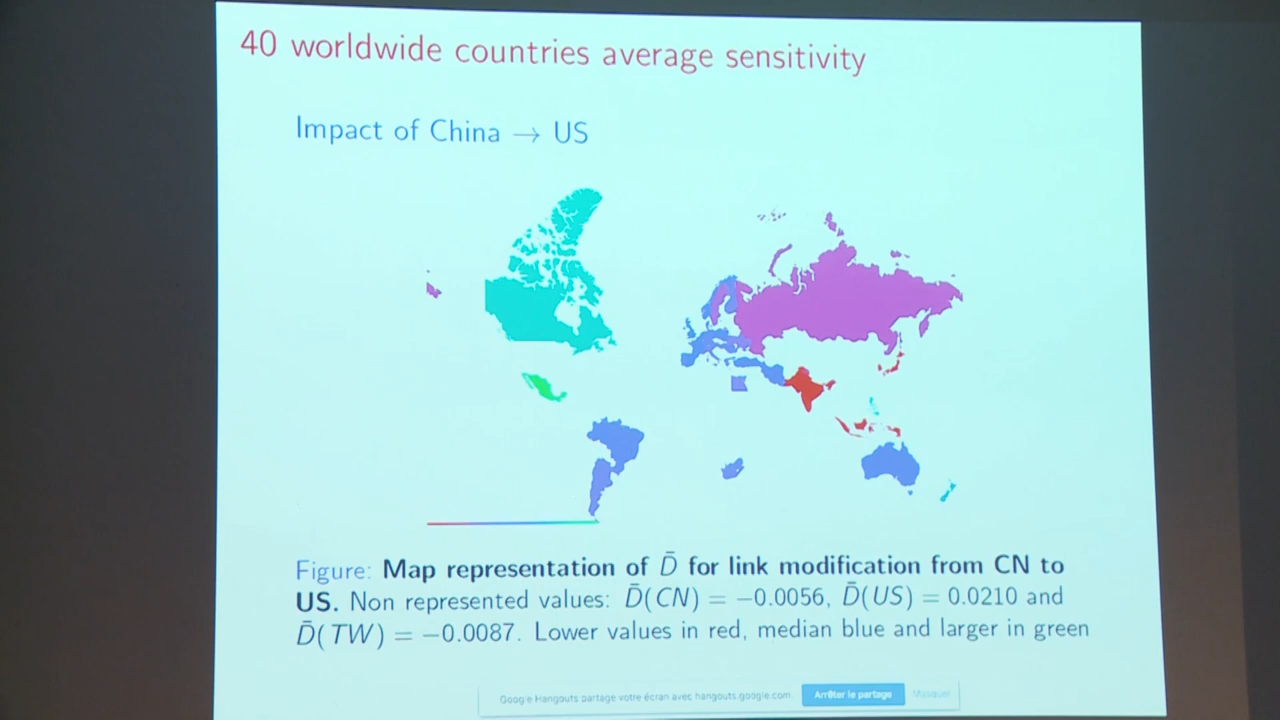 40 worldwide countries average sensitivity
Impact of China → US
Figure: Map representation of D̄ for link modification from CN to
US. Non represented values: D̄(CN) = −0.0056, D̄(US) = 0.0210 and
D̄(TW) = −0.0087. Lower values in red, median blue and larger in green
Google Hangouts partage votre écran avec hangouts.google.com. Arrêter le partage Masquer